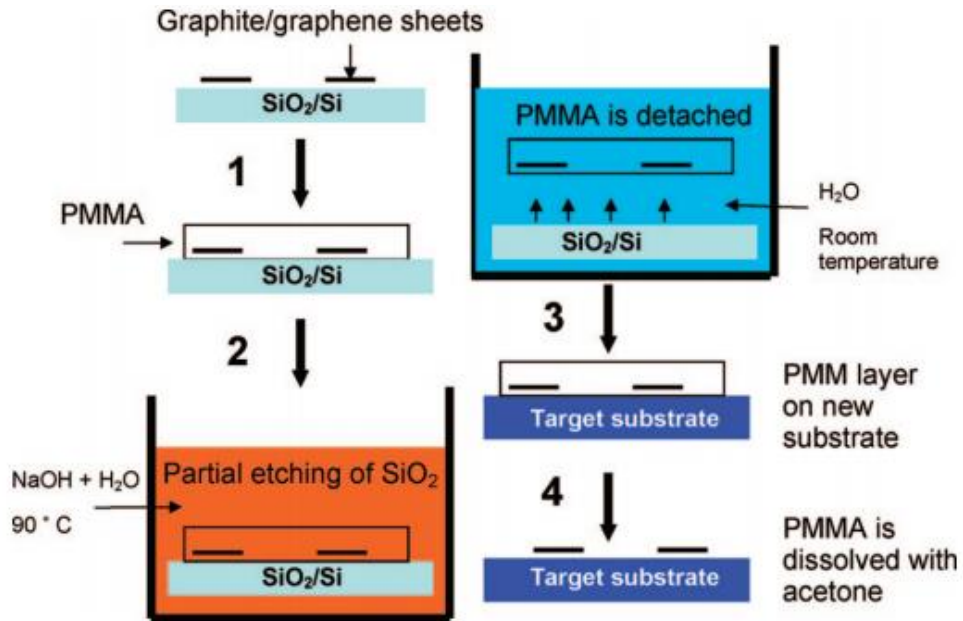 Graphite/graphene sheets
SiO₂/Si
1
PMMA
SiO₂/Si
2
NaOH + H₂O
90 ° C
Partial etching of SiO₂
SiO₂/Si
PMMA is detached
H₂O
SiO₂/Si
Room
temperature
3
Target substrate
PMM layer
on new
substrate
4
Target substrate
PMMA is
dissolved with
acetone